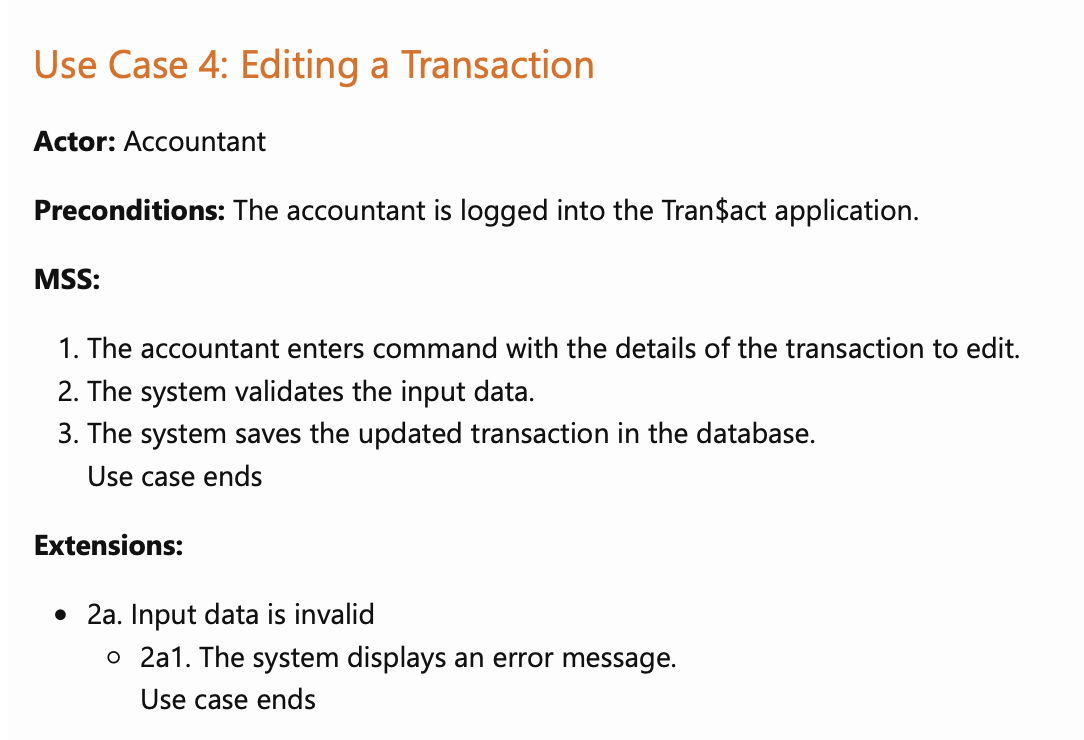 Use Case 4: Editing a Transaction
Actor: Accountant
Preconditions: The accountant is logged into the Tran$act application.
MSS:
1. The accountant enters command with the details of the transaction to edit.
2. The system validates the input data.
3. The system saves the updated transaction in the database.
Use case ends
Extensions:
• 2a. Input data is invalid
○ 2a1. The system displays an error message.
Use case ends